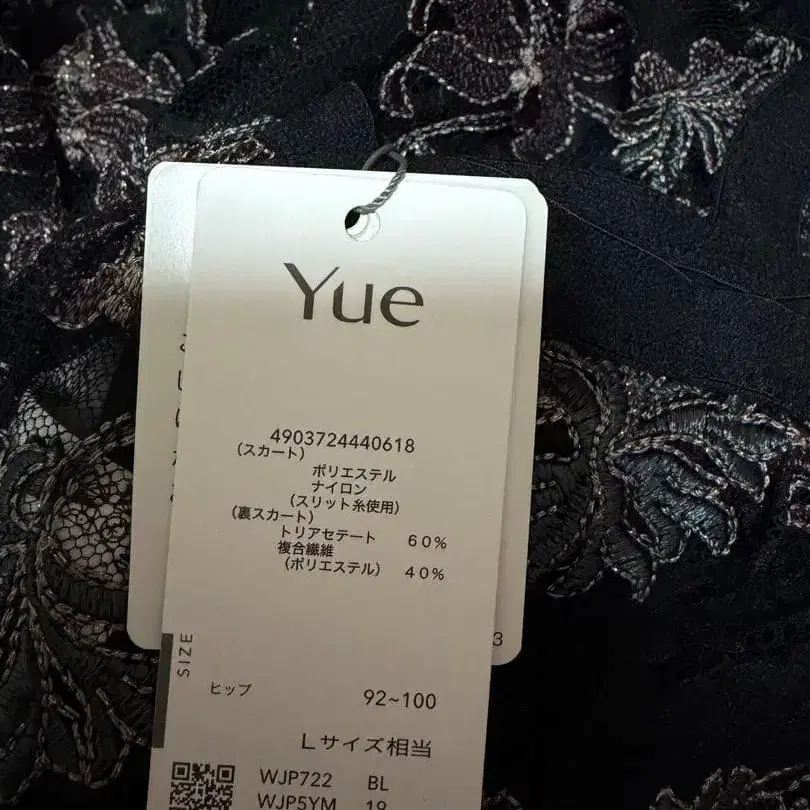 Yue
4903724440618
(スカート)
ポリエステル
ナイロン
(スリット糸使用)
(裏スカート)
トリアセテート 60%
複合繊維
(ポリエステル) 40%
SIZE
ヒップ 92~100
Lサイズ相当
WJP722 BL
WJP5YM 19
3